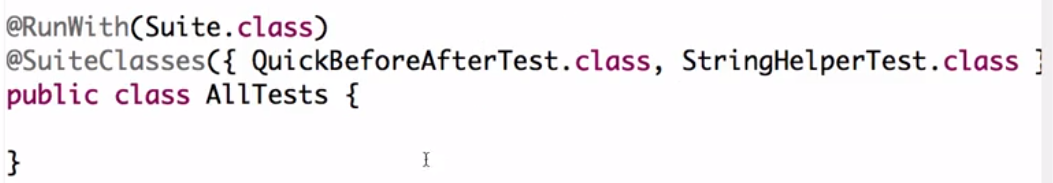 @RunWith(Suite.class)
@SuiteClasses({ QuickBeforeAfterTest.class, StringHelperTest.class }
public class AllTests {
}